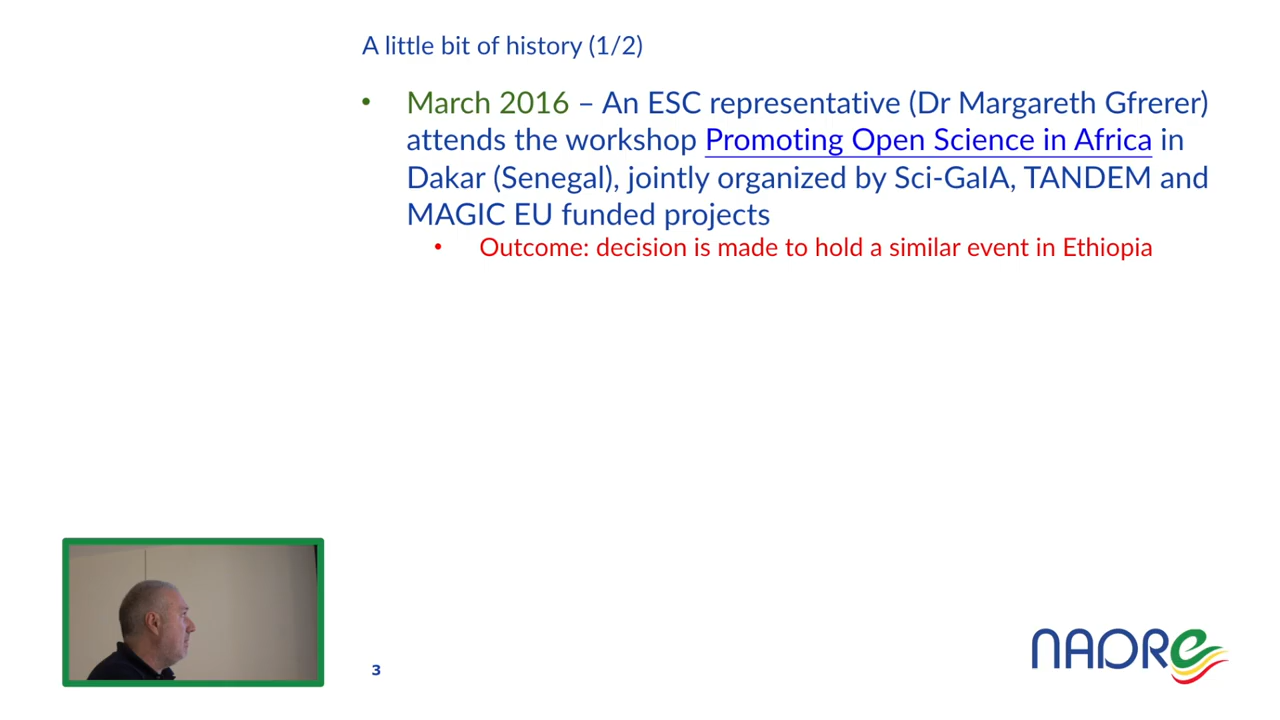 A little bit of history (1/2)
• March 2016 – An ESC representative (Dr Margareth Gfrerer)
attends the workshop Promoting Open Science in Africa in
Dakar (Senegal), jointly organized by Sci-GaIA, TANDEM and
MAGIC EU funded projects
• Outcome: decision is made to hold a similar event in Ethiopia
3
NADRe